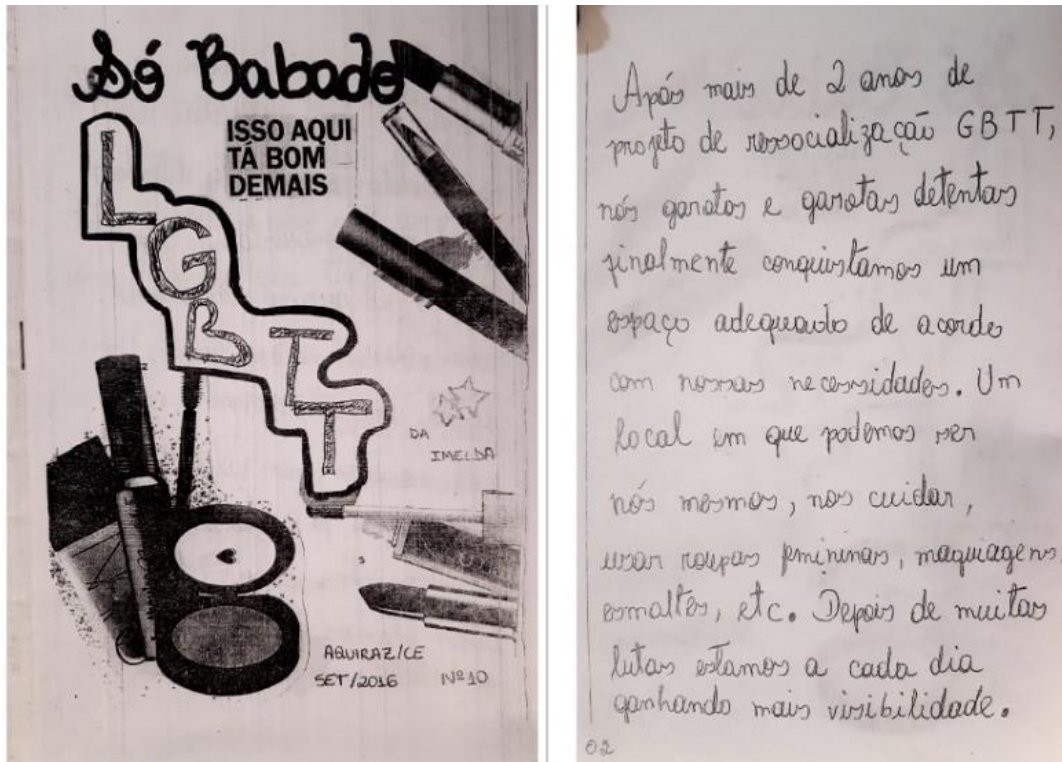 Só Babado
ISSO AQUI
TÁ BOM
DEMAIS
LGBTT
DA
IMELDA
AQUIRAZ/CE
SET/2016 Nº10
Após mais de 2 anos de
projeto de ressocialização GBTT,
nós garotos e garotas detentas
finalmente conquistamos um
espaço adequado de acordo
com nossas necessidades. Um
local em que podemos ser
nós mesmos, nos cuidar,
usar roupas femininas, maquiagens,
esmaltes, etc. Depois de muitas
lutas estamos a cada dia
ganhando mais visibilidade.
02